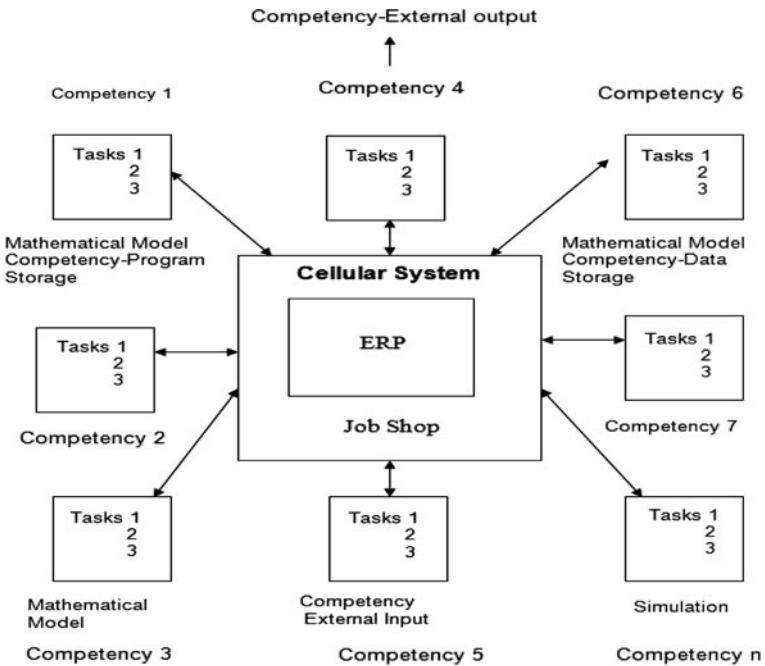 Competency-External output
Competency 1
Competency 4
Competency 6
Tasks 1
2
3
Tasks 1
2
3
Tasks 1
2
3
Mathematical Model
Competency-Program
Storage
Mathematical Model
Competency-Data
Storage
Cellular System
ERP
Job Shop
Tasks 1
2
3
Competency 2
Tasks 1
2
3
Competency 7
Tasks 1
2
3
Mathematical
Model
Competency 3
Tasks 1
2
3
Competency
External Input
Competency 5
Tasks 1
2
3
Simulation
Competency n